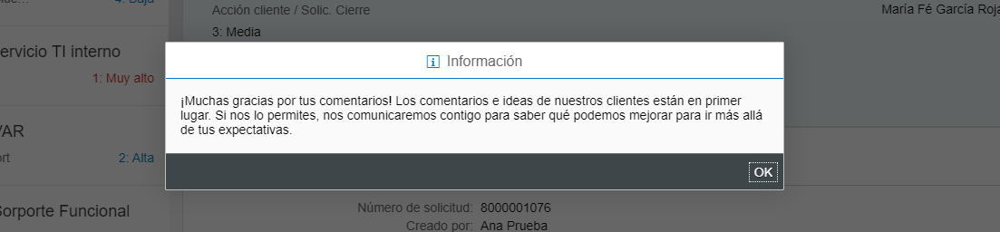 4: Baja
Acción cliente / Solic. Cierre
María Fé García Roja
3: Media
ervicio TI interno
1: Muy alto
Información
¡Muchas gracias por tus comentarios! Los comentarios e ideas de nuestros clientes están en primer
lugar. Si nos lo permites, nos comunicaremos contigo para saber qué podemos mejorar para ir más allá
de tus expectativas.
VAR
ort
2: Alta
OK
Sorporte Funcional
Número de solicitud: 8000001076
Creado por: Ana Prueba